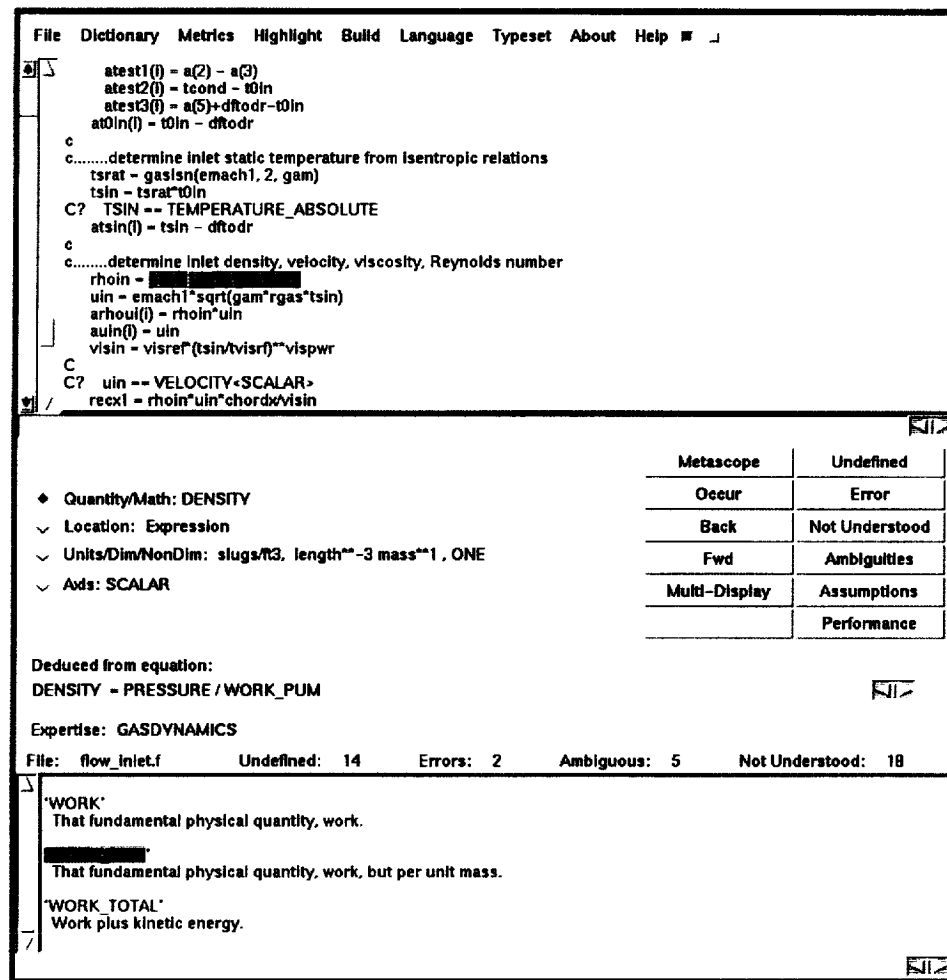 File Dictionary Metrics Highlight Build Language Typeset About Help
atest1(i) = a(2) - a(3)
atest2(i) = tcond - t0in
atest3(i) = a(5)+dftodr-t0in
at0in(i) = t0in - dftodr
c
c........determine inlet static temperature from isentropic relations
tsrat = gasisn(emach1, 2, gam)
tsin = tsrat*t0in
C? TSIN == TEMPERATURE_ABSOLUTE
atsin(i) = tsin - dftodr
c
c........determine inlet density, velocity, viscosity, Reynolds number
rhoin =
uin = emach1*sqrt(gam*rgas*tsin)
arhoui(i) = rhoin*uin
auin(i) = uin
visin = visref*(tsin/tvisrf)**vispwr
C
C? uin == VELOCITY<SCALAR>
recx1 = rhoin*uin*chordx/visin
Metascope Undefined
Occur Error
Back Not Understood
Fwd Ambiguities
Multi-Display Assumptions
Performance
Quantity/Math: DENSITY
Location: Expression
Units/Dim/NonDim: slugs/ft3, length**-3 mass**1 , ONE
Axis: SCALAR
Deduced from equation:
DENSITY = PRESSURE / WORK_PUM
Expertise: GASDYNAMICS
File: flow_inlet.f Undefined: 14 Errors: 2 Ambiguous: 5 Not Understood: 18
"WORK"
That fundamental physical quantity, work.
That fundamental physical quantity, work, but per unit mass.
"WORK_TOTAL"
Work plus kinetic energy.